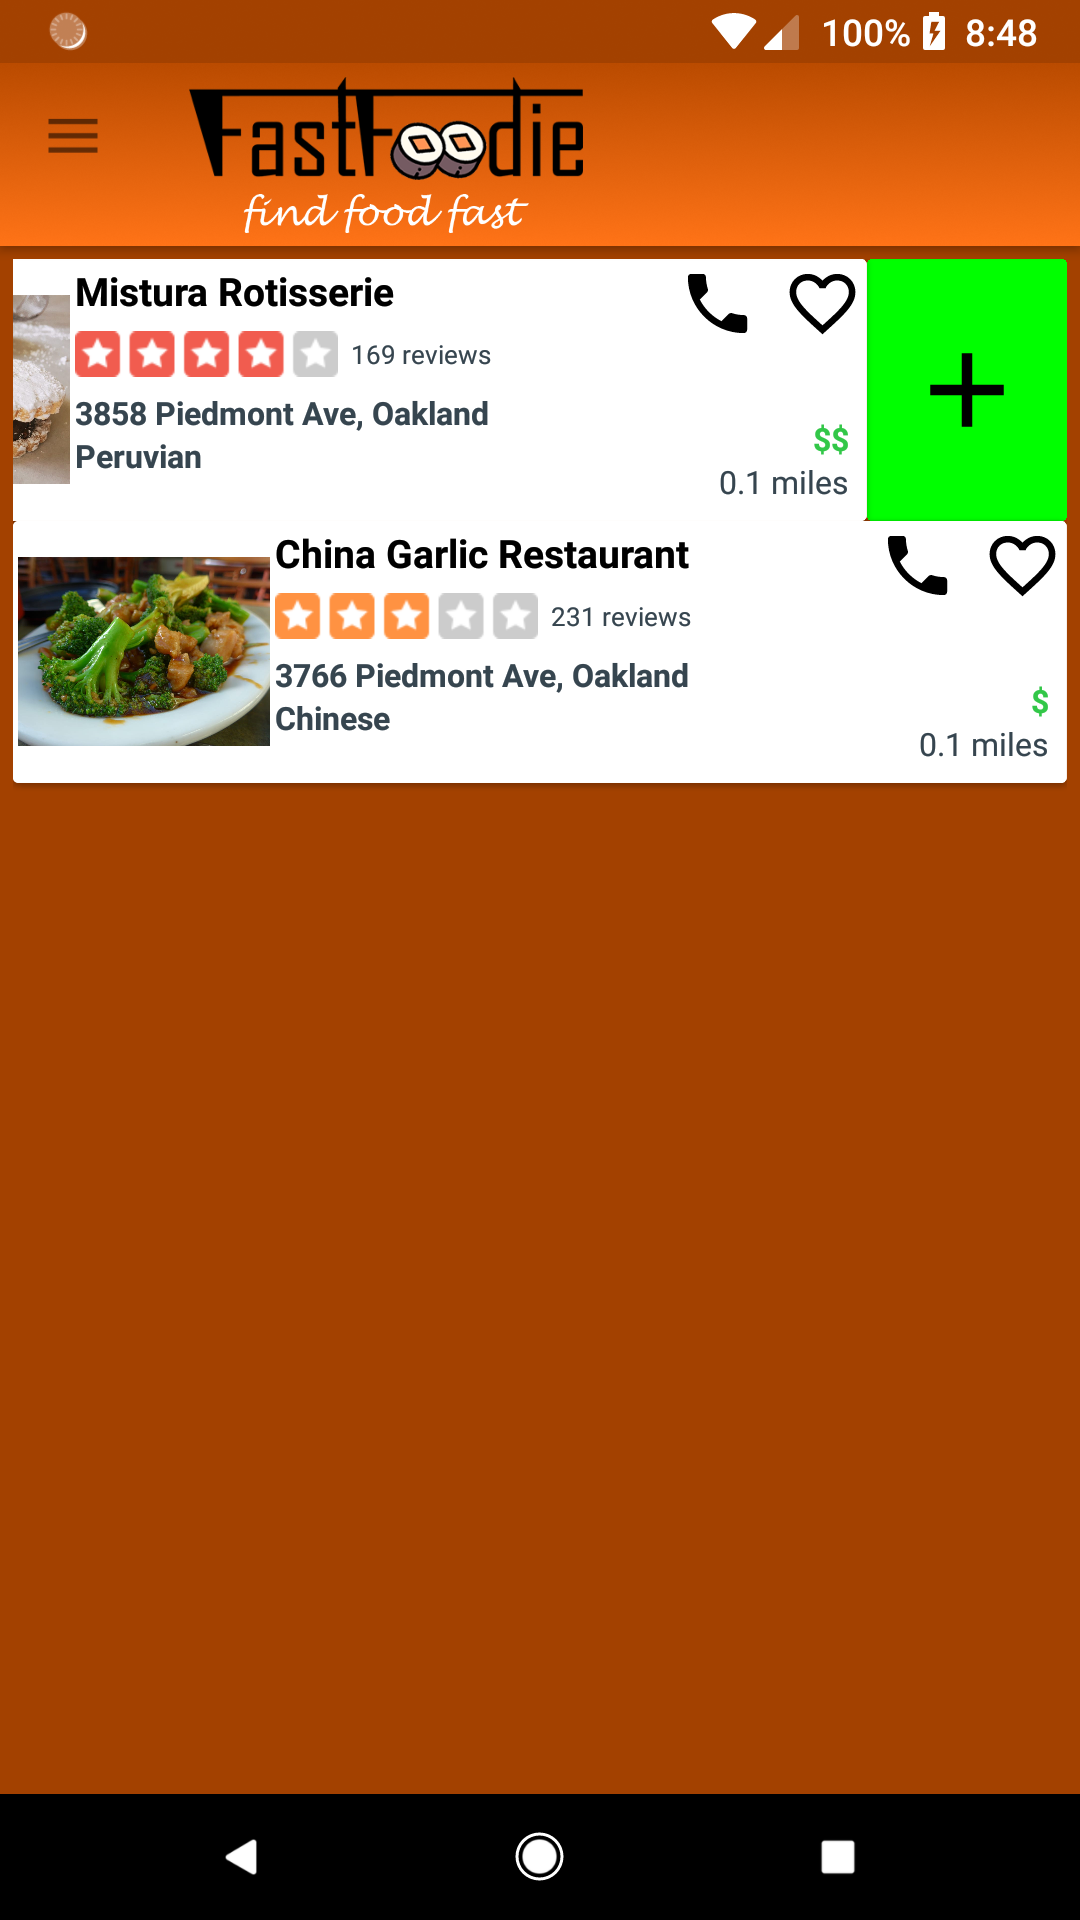 100% 8:48
FastFoodie
find food fast
Mistura Rotisserie
169 reviews
3858 Piedmont Ave, Oakland
Peruvian
$$
0.1 miles
China Garlic Restaurant
231 reviews
3766 Piedmont Ave, Oakland
Chinese
$
0.1 miles